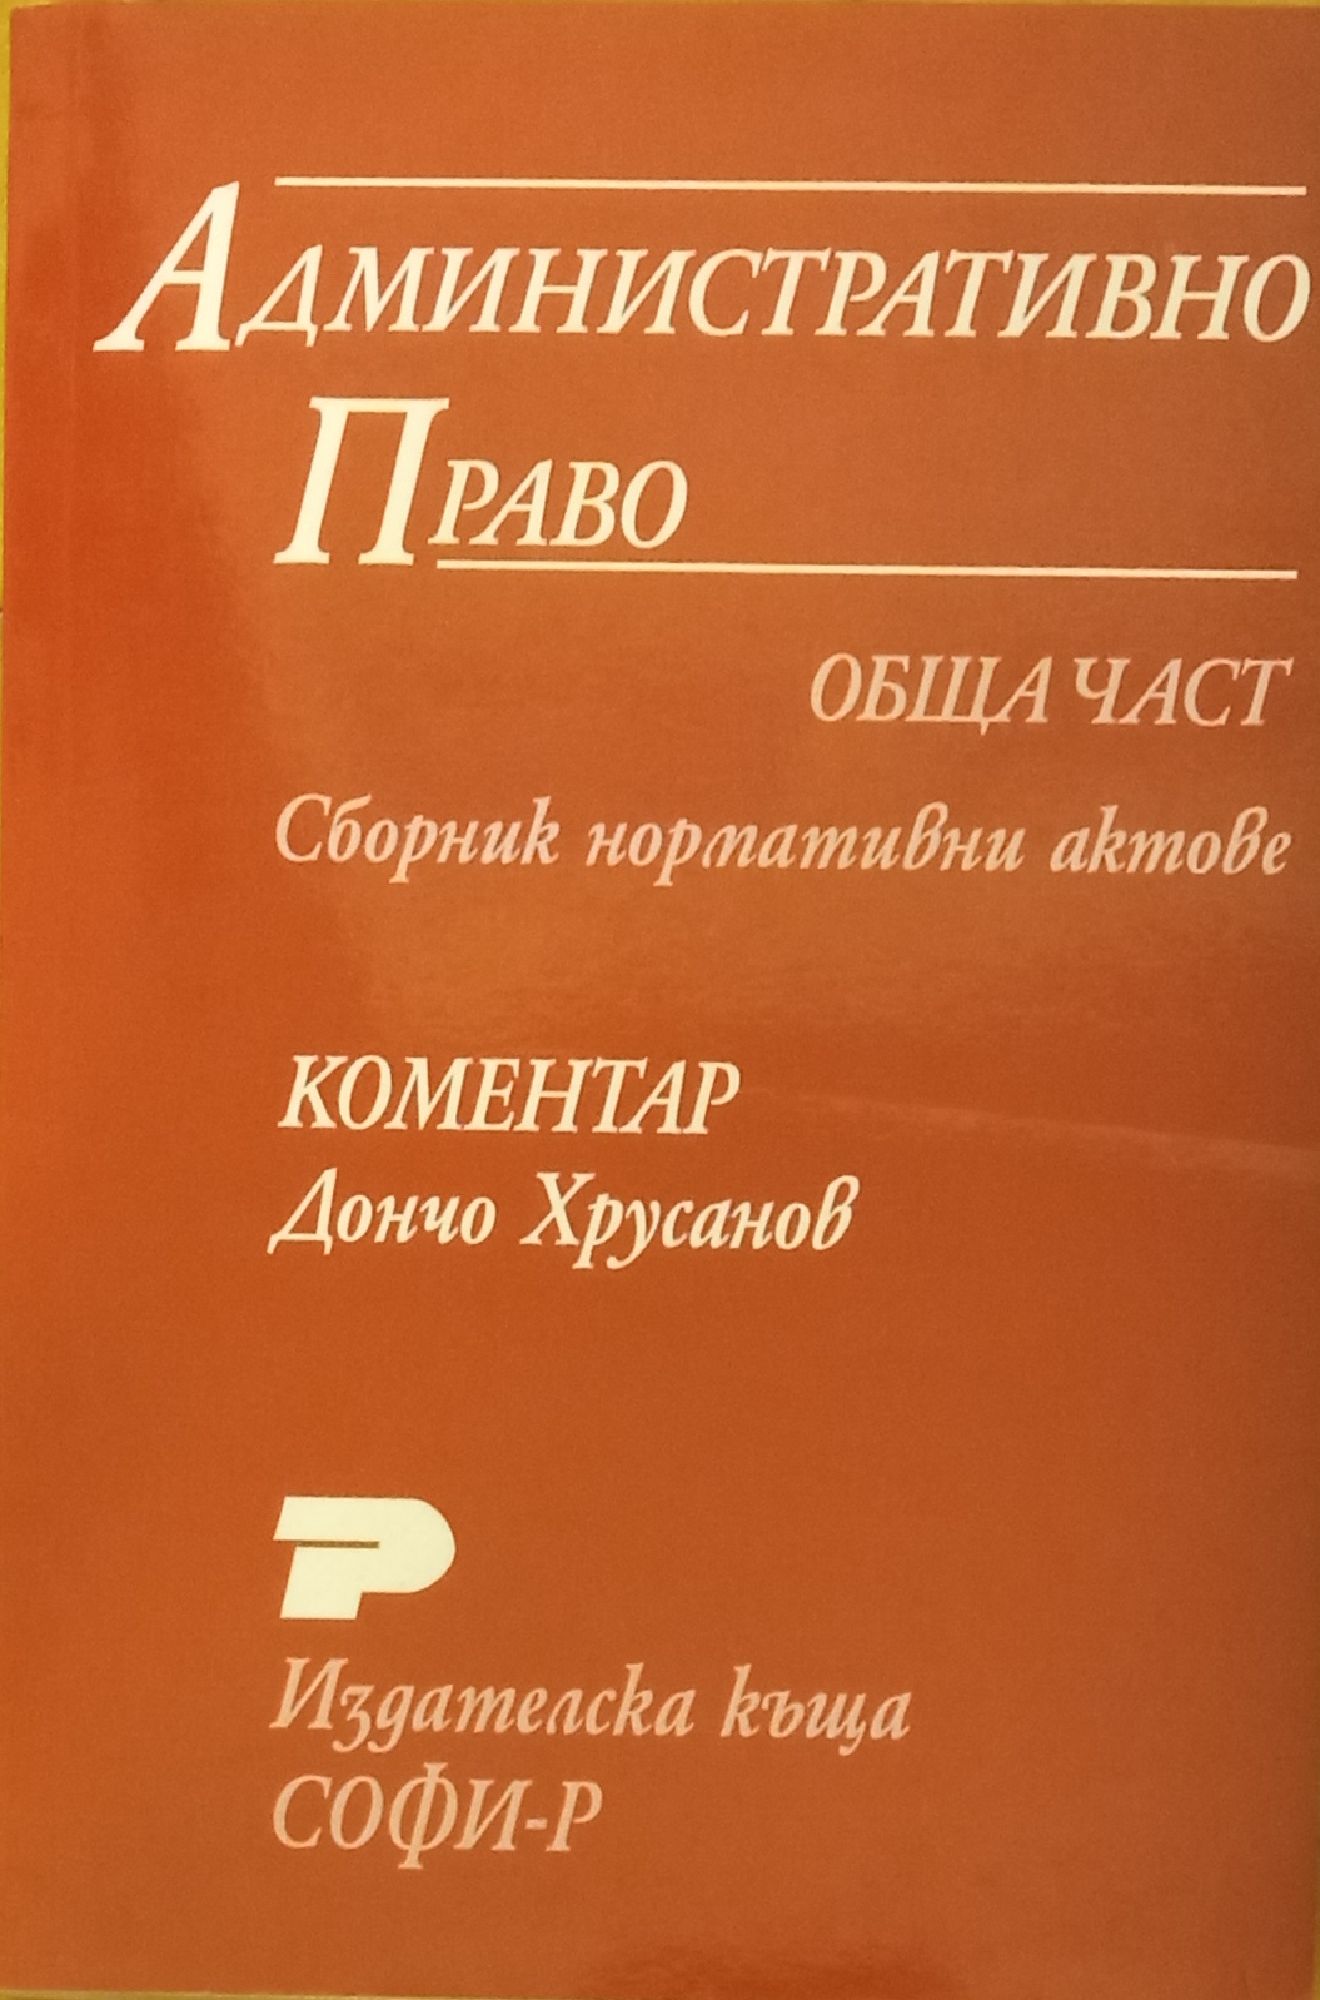 Административно
Право
ОБЩА ЧАСТ
Сборник нормативни актове
КОМЕНТАР
Дончо Хрусанов
Р
Издателска къща
СОФИ-Р